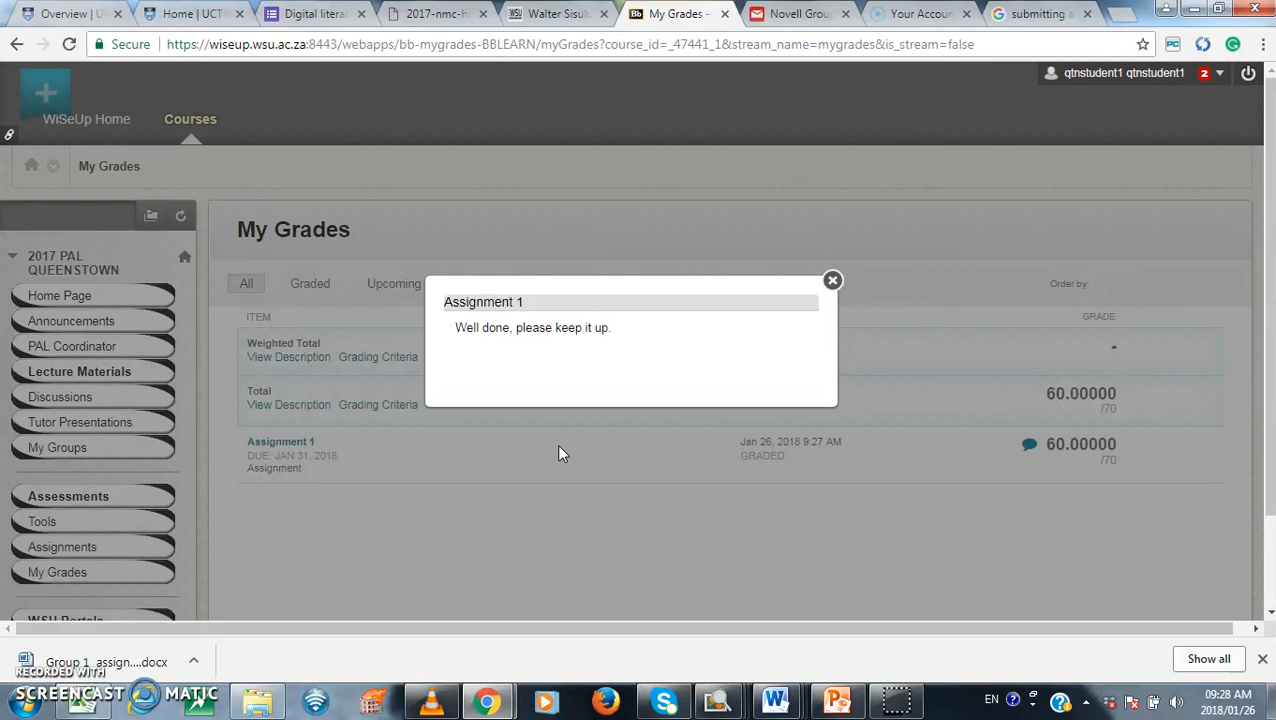 Overview | U
Home | UCT
Digital literac
2017-nmc-h
Walter Sisulu
My Grades –
Novell Group
Your Accoun
submitting a
Secure
https://wiseup.wsu.ac.za:8443/webapps/bb-mygrades-BBLEARN/myGrades?course_id=_47441_1&stream_name=mygrades&is_stream=false
qtnstudent1 qtnstudent1
2
WiSeUp Home
Courses
My Grades
2017 PAL
QUEENSTOWN
Home Page
Announcements
PAL Coordinator
Lecture Materials
Discussions
Tutor Presentations
My Groups
Assessments
Tools
Assignments
My Grades
WSU Portals
My Grades
All
Graded
Upcoming
Order by:
ITEM
GRADE
Weighted Total
View Description Grading Criteria
-
Total
View Description Grading Criteria
60.00000
/70
Assignment 1
DUE: JAN 31, 2018
Assignment
Jan 26, 2018 9:27 AM
GRADED
60.00000
/70
Assignment 1
Well done, please keep it up.
Group 1 assign....docx
Show all
RECORDED WITH
SCREENCAST MATIC
EN
09:28 AM
2018/01/26